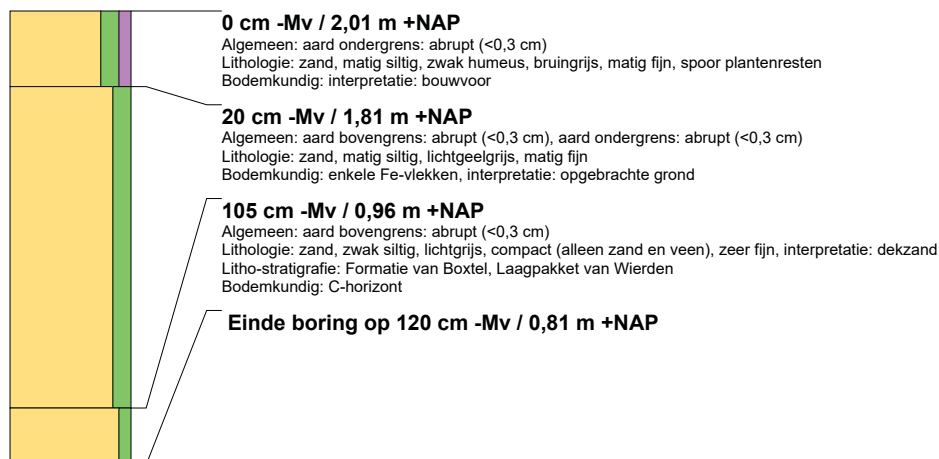 0 cm -Mv / 2,01 m +NAP
Algemeen: aard ondergrens: abrupt (<0,3 cm)
Lithologie: zand, matig siltig, zwak humeus, bruingrijs, matig fijn, spoor plantenresten
Bodemkundig: interpretatie: bouwvoor
20 cm -Mv / 1,81 m +NAP
Algemeen: aard bovengrens: abrupt (<0,3 cm), aard ondergrens: abrupt (<0,3 cm)
Lithologie: zand, matig siltig, lichtgeelgrijs, matig fijn
Bodemkundig: enkele Fe-vlekken, interpretatie: opgebrachte grond
105 cm -Mv / 0,96 m +NAP
Algemeen: aard bovengrens: abrupt (<0,3 cm)
Lithologie: zand, zwak siltig, lichtgrijs, compact (alleen zand en veen), zeer fijn, interpretatie: dekzand
Litho-stratigrafie: Formatie van Boxtel, Laagpakket van Wierden
Bodemkundig: C-horizont
Einde boring op 120 cm -Mv / 0,81 m +NAP